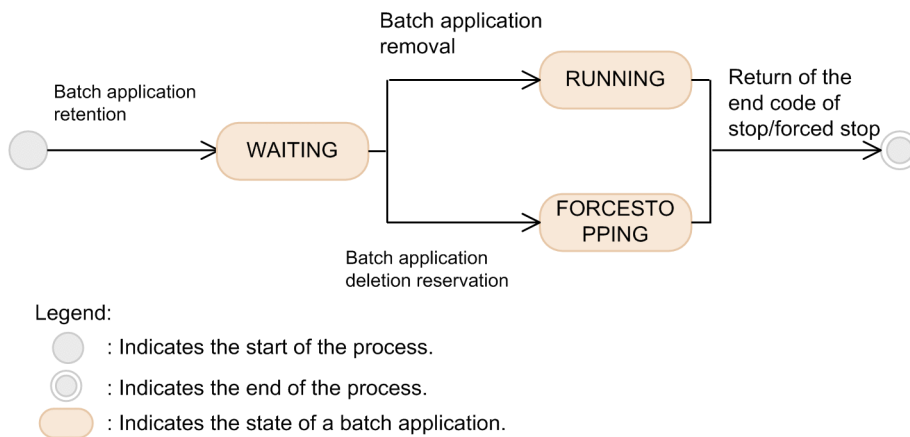 Batch application
removal
Batch application
retention
RUNNING
Return of the
end code of
stop/forced stop
WAITING
FORCESTO
PPING
Batch application
deletion reservation
Legend:
: Indicates the start of the process.
: Indicates the end of the process.
: Indicates the state of a batch application.